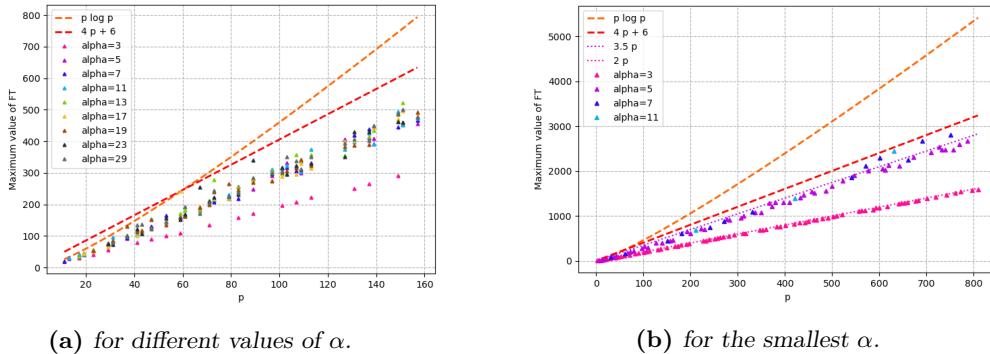 800
700
600
500
400
300
200
100
0
20
40
60
80
100
120
140
160
Maximum value of FT
p
p log p
4 p + 6
alpha=3
alpha=5
alpha=7
alpha=11
alpha=13
alpha=17
alpha=19
alpha=23
alpha=29
(a) for different values of α.
5000
4000
3000
2000
1000
0
0
100
200
300
400
500
600
700
800
Maximum value of FT
p
p log p
4 p + 6
3.5 p
2 p
alpha=3
alpha=5
alpha=7
alpha=11
(b) for the smallest α.